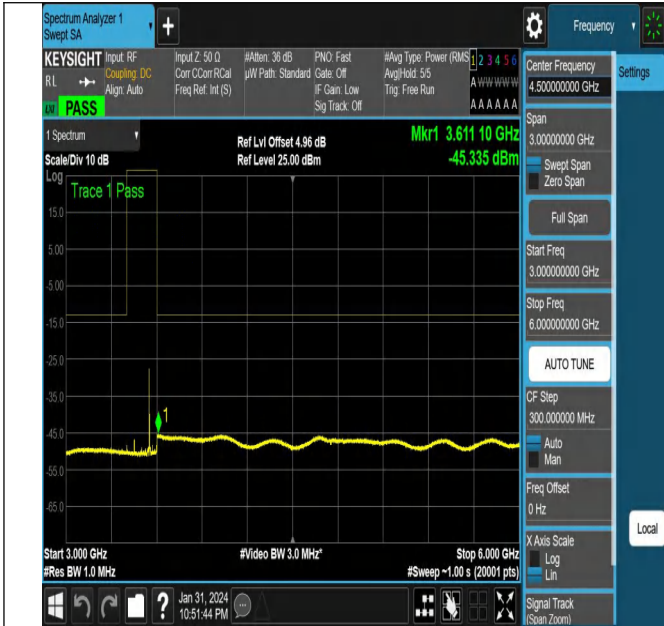 Spectrum Analyzer 1
Swept SA
+
Frequency
KEYSIGHT
RL
LXI
PASS
Input: RF
Coupling: DC
Align: Auto
Input Z: 50 Ω
Corr CCorr RCal
Freq Ref: Int (S)
#Atten: 36 dB
µW Path: Standard
PNO: Fast
Gate: Off
IF Gain: Low
Sig Track: Off
#Avg Type: Power (RMS
Avg|Hold: 5/5
Trig: Free Run
1 2 3 4 5 6
A W W W W W
A A A A A A
1 Spectrum
Scale/Div 10 dB
Ref Lvl Offset 4.96 dB
Ref Level 25.00 dBm
Mkr1 3.611 10 GHz
-45.335 dBm
Log
Trace 1 Pass
15.0
5.00
-5.00
-15.0
-25.0
-35.0
-45.0
-55.0
-65.0
1
Start 3.000 GHz
#Res BW 1.0 MHz
#Video BW 3.0 MHz*
Stop 6.000 GHz
#Sweep ~1.00 s (20001 pts)
?
Jan 31, 2024
10:51:44 PM
Center Frequency
4.500000000 GHz
Settings
Span
3.00000000 GHz
Swept Span
Zero Span
Full Span
Start Freq
3.000000000 GHz
Stop Freq
6.000000000 GHz
AUTO TUNE
CF Step
300.000000 MHz
Auto
Man
Freq Offset
0 Hz
Local
X Axis Scale
Log
Lin
Signal Track
(Span Zoom)